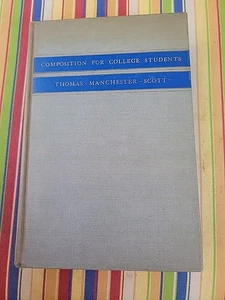 COMPOSITION FOR COLLEGE STUDENTS
THOMAS - MANCHESTER - SCOTT